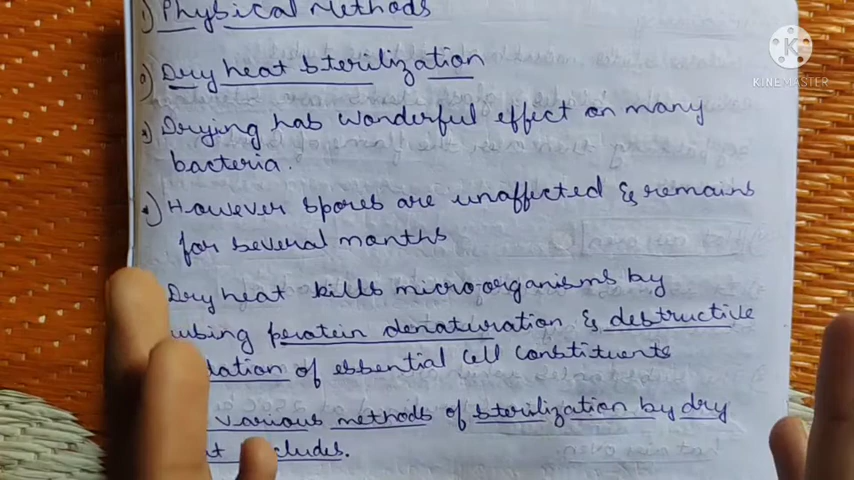 1) Physical Methods
Dry heat sterilization
Drying has wonderful effect on many
bacteria.
However spores are unaffected & remains
for several months
Dry heat kills micro-organisms by
protein denaturation & destructive
of essential cell constituents
various methods of sterilization by dry
K
KINEMASTER